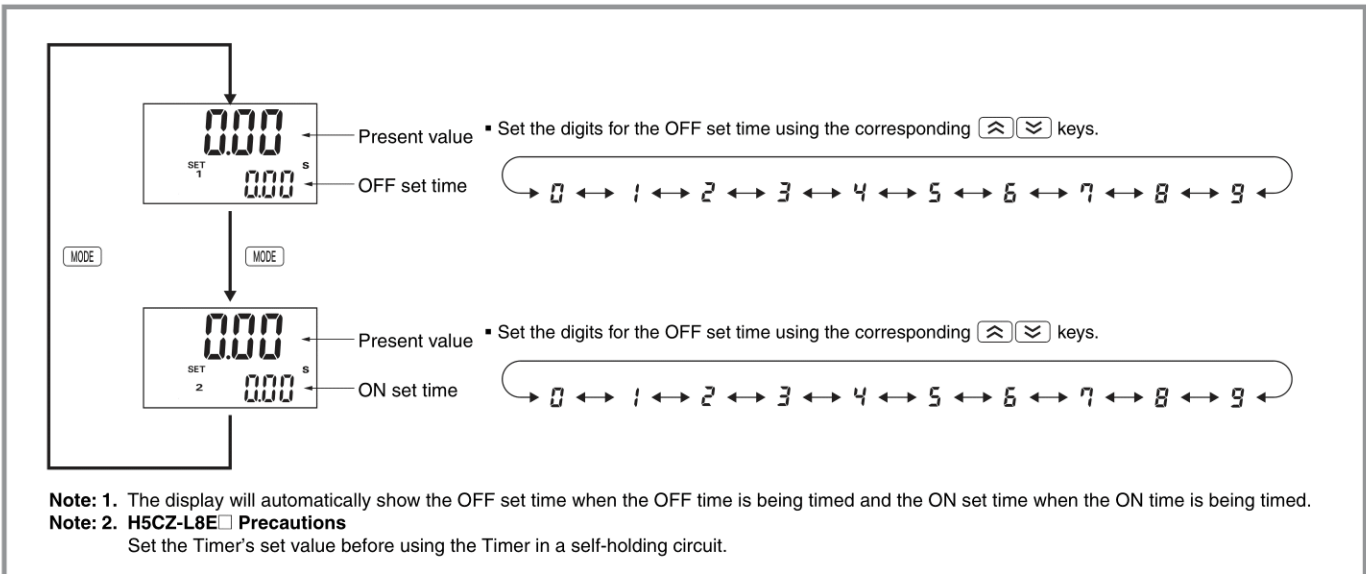 0.00
Present value
▪ Set the digits for the OFF set time using the corresponding keys.
SET 1 s
0.00
OFF set time
0 ↔ 1 ↔ 2 ↔ 3 ↔ 4 ↔ 5 ↔ 6 ↔ 7 ↔ 8 ↔ 9
MODE
MODE
0.00
Present value
▪ Set the digits for the OFF set time using the corresponding keys.
SET 2 s
0.00
ON set time
0 ↔ 1 ↔ 2 ↔ 3 ↔ 4 ↔ 5 ↔ 6 ↔ 7 ↔ 8 ↔ 9
Note: 1. The display will automatically show the OFF set time when the OFF time is being timed and the ON set time when the ON time is being timed.
Note: 2. H5CZ-L8E□ Precautions
Set the Timer's set value before using the Timer in a self-holding circuit.